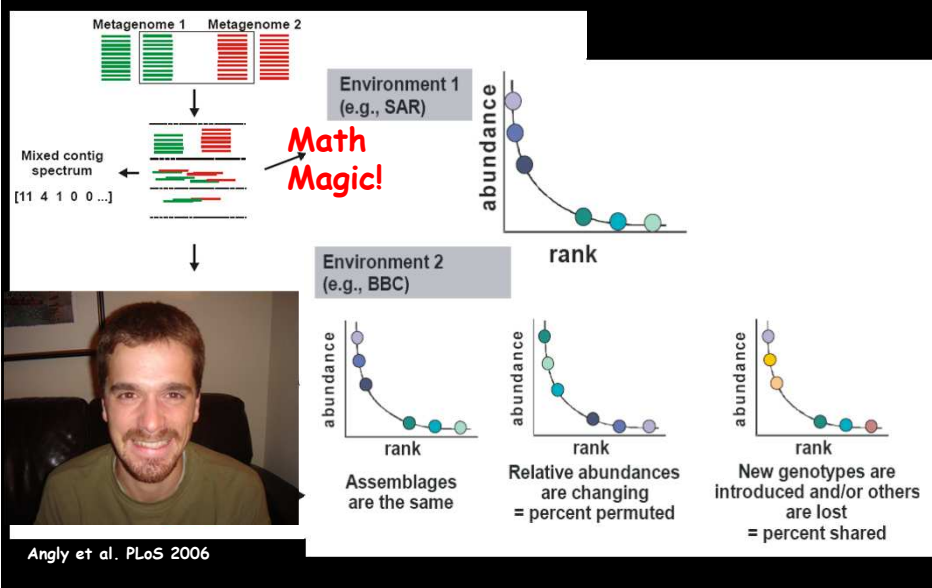 Metagenome 1 Metagenome 2
Environment 1
(e.g., SAR)
Math
Magic!
Mixed contig
spectrum
[11 4 1 0 0 ...]
abundance
rank
Environment 2
(e.g., BBC)
abundance
rank
Assemblages
are the same
abundance
rank
Relative abundances
are changing
= percent permuted
abundance
rank
New genotypes are
introduced and/or others
are lost
= percent shared
Angly et al. PLoS 2006